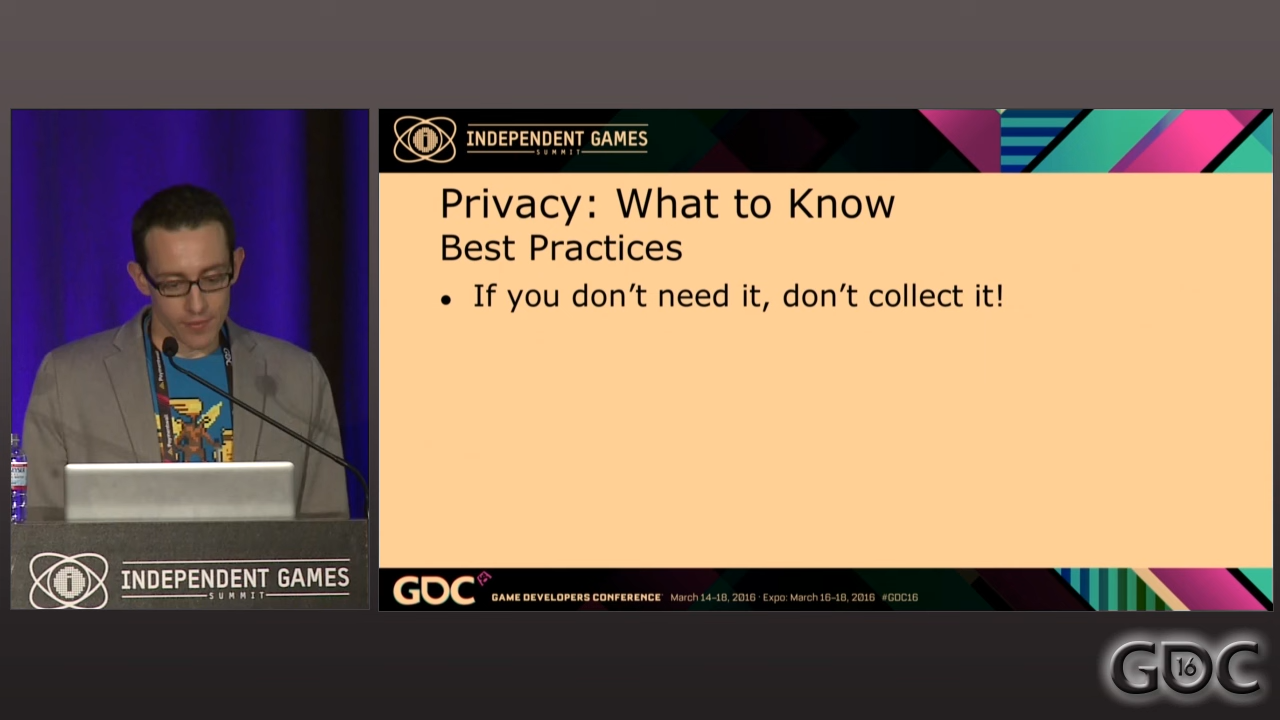 INDEPENDENT GAMES
SUMMIT
Privacy: What to Know
Best Practices
• If you don’t need it, don’t collect it!
INDEPENDENT GAMES
SUMMIT
GDC GAME DEVELOPERS CONFERENCE March 14–18, 2016 · Expo: March 16–18, 2016 #GDC16
GDC 16